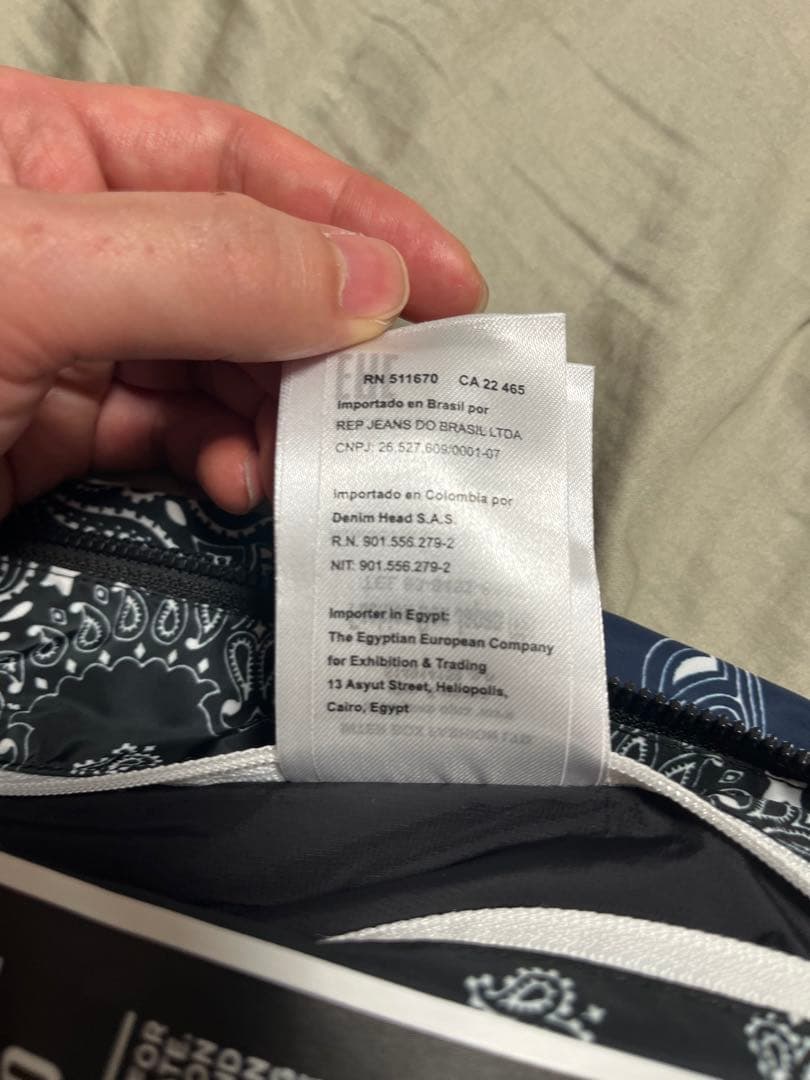 RN 511670 CA 22 465
Importado en Brasil por
REP JEANS DO BRASIL LTDA
CNPJ: 26.527.609/0001-07
Importado en Colombia por
Denim Head S.A.S.
R.N. 901.556.279-2
NIT: 901.556.279-2
Importer in Egypt:
The Egyptian European Company
for Exhibition & Trading
13 Asyut Street, Heliopolis,
Cairo, Egypt
FOR